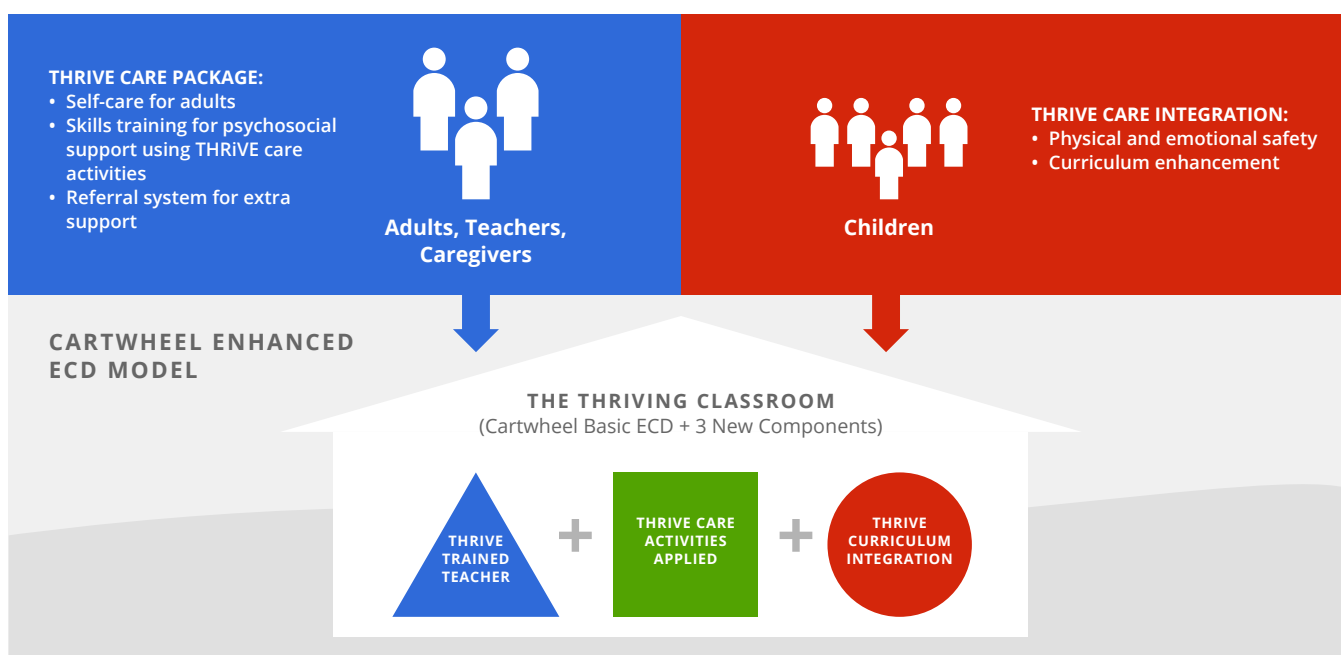 THRIVE CARE PACKAGE:
• Self-care for adults
• Skills training for psychosocial
support using THRiVE care
activities
• Referral system for extra
support
Adults, Teachers,
Caregivers
Children
THRIVE CARE INTEGRATION:
• Physical and emotional safety
• Curriculum enhancement
CARTWHEEL ENHANCED
ECD MODEL
THE THRIVING CLASSROOM
(Cartwheel Basic ECD + 3 New Components)
THRIVE
TRAINED
TEACHER
+
THRIVE CARE
ACTIVITIES
APPLIED
+
THRIVE
CURRICULUM
INTEGRATION